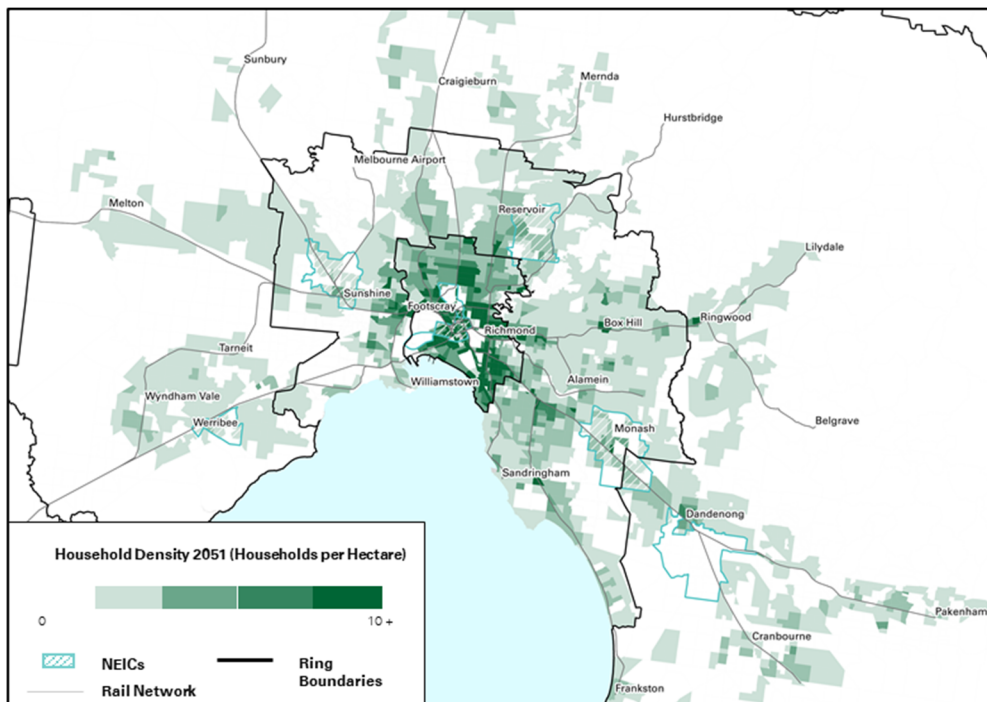 Sunbury
Craigieburn
Mernda
Hurstbridge
Melbourne Airport
Melton
Reservoir
Lilydale
Sunshine
Footscray
Richmond
Box Hill
Ringwood
Tarneit
Williamstown
Alamein
Wyndham Vale
Werribee
Belgrave
Monash
Sandringham
Dandenong
Pakenham
Cranbourne
Frankston
Household Density 2051 (Households per Hectare)
0 10 +
NEICs
Ring
Boundaries
Rail Network